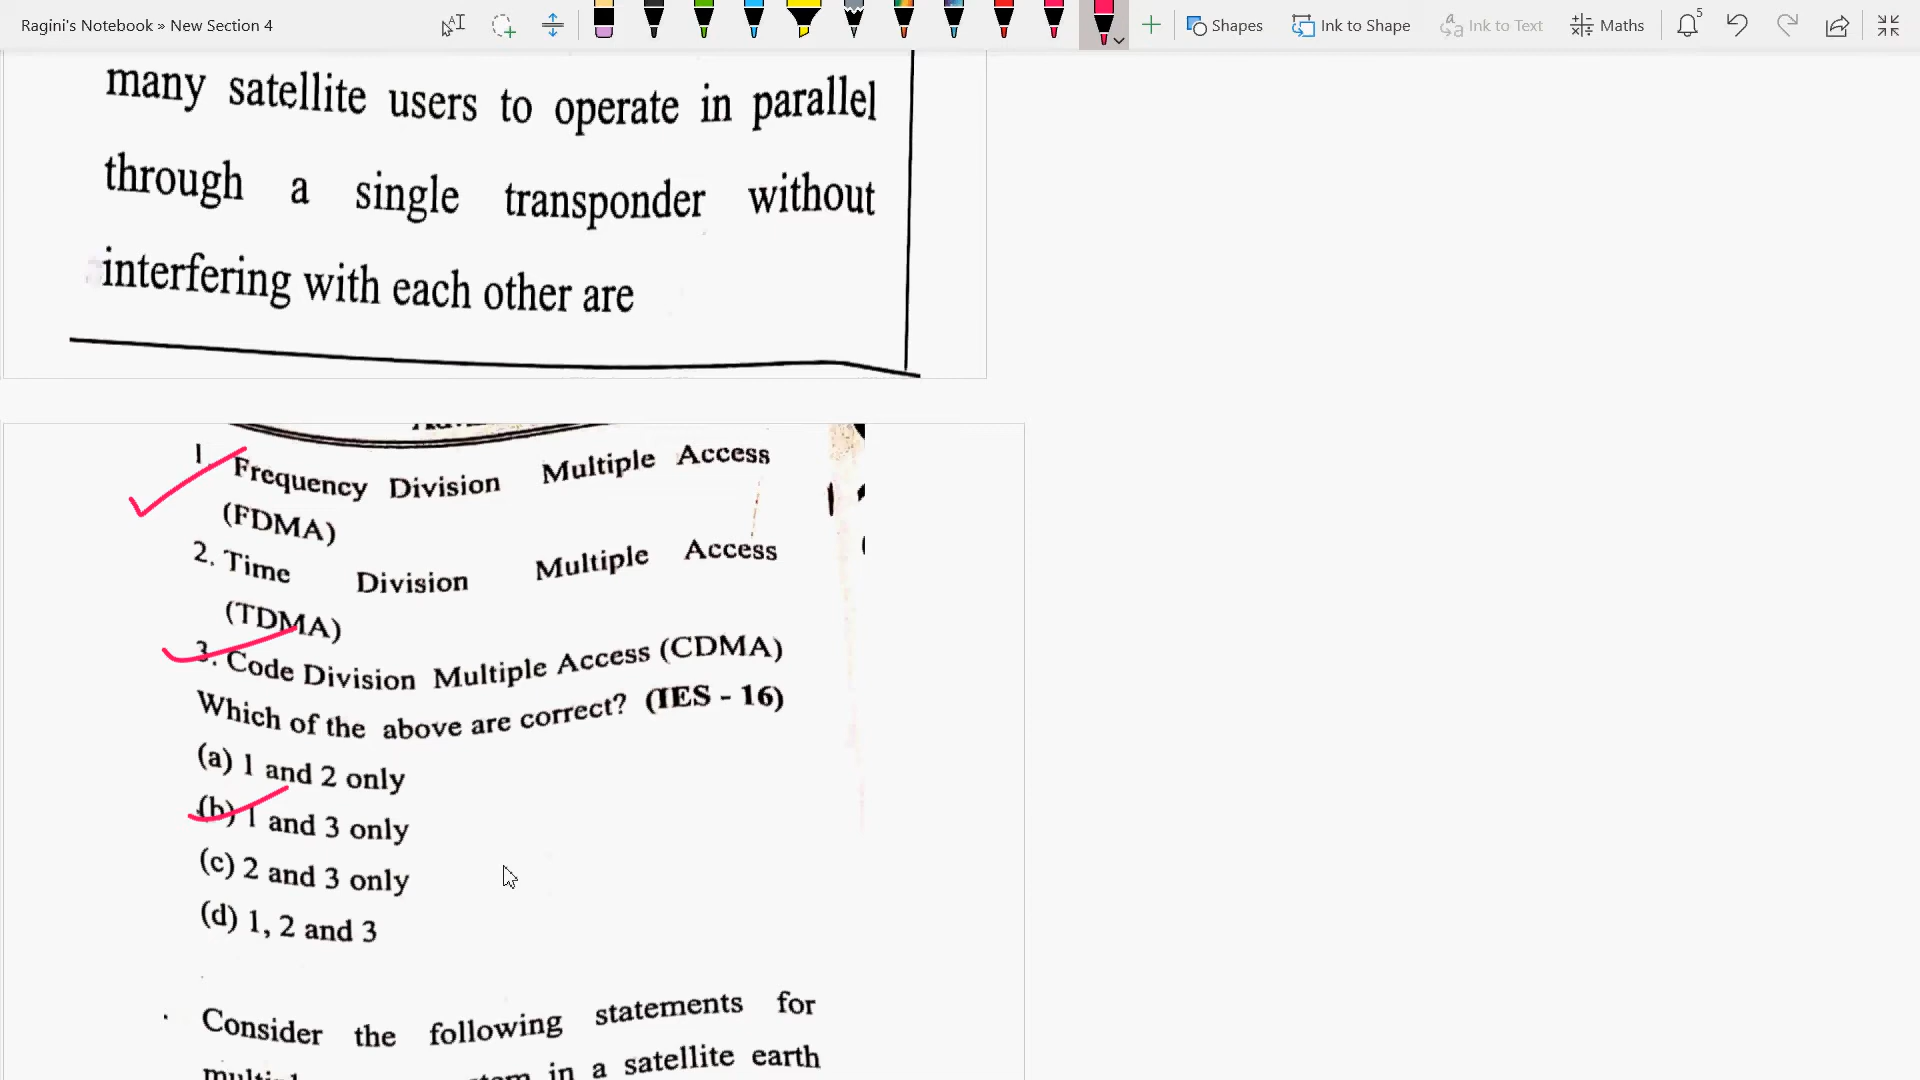 Ragini's Notebook » New Section 4
Shapes
Ink to Shape
Ink to Text
Maths
5
many satellite users to operate in parallel
through a single transponder without
interfering with each other are
1. Frequency Division Multiple Access
(FDMA)
2. Time Division Multiple Access
(TDMA)
3. Code Division Multiple Access (CDMA)
Which of the above are correct? (IES - 16)
(a) 1 and 2 only
(b) 1 and 3 only
(c) 2 and 3 only
(d) 1, 2 and 3
Consider the following statements for
in a satellite earth